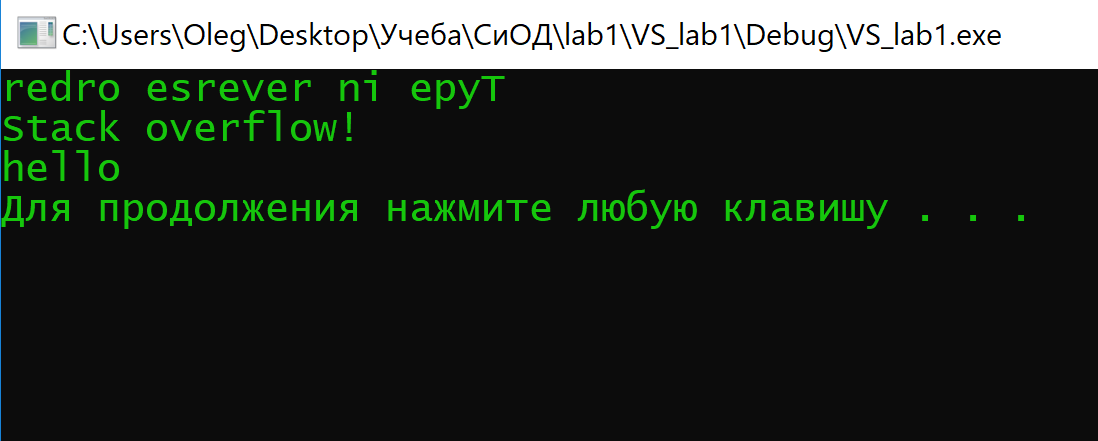 C:\Users\Oleg\Desktop\Учеба\СиОД\lab1\VS_lab1\Debug\VS_lab1.exe
redro esrever ni epyT
Stack overflow!
hello
Для продолжения нажмите любую клавишу . . .